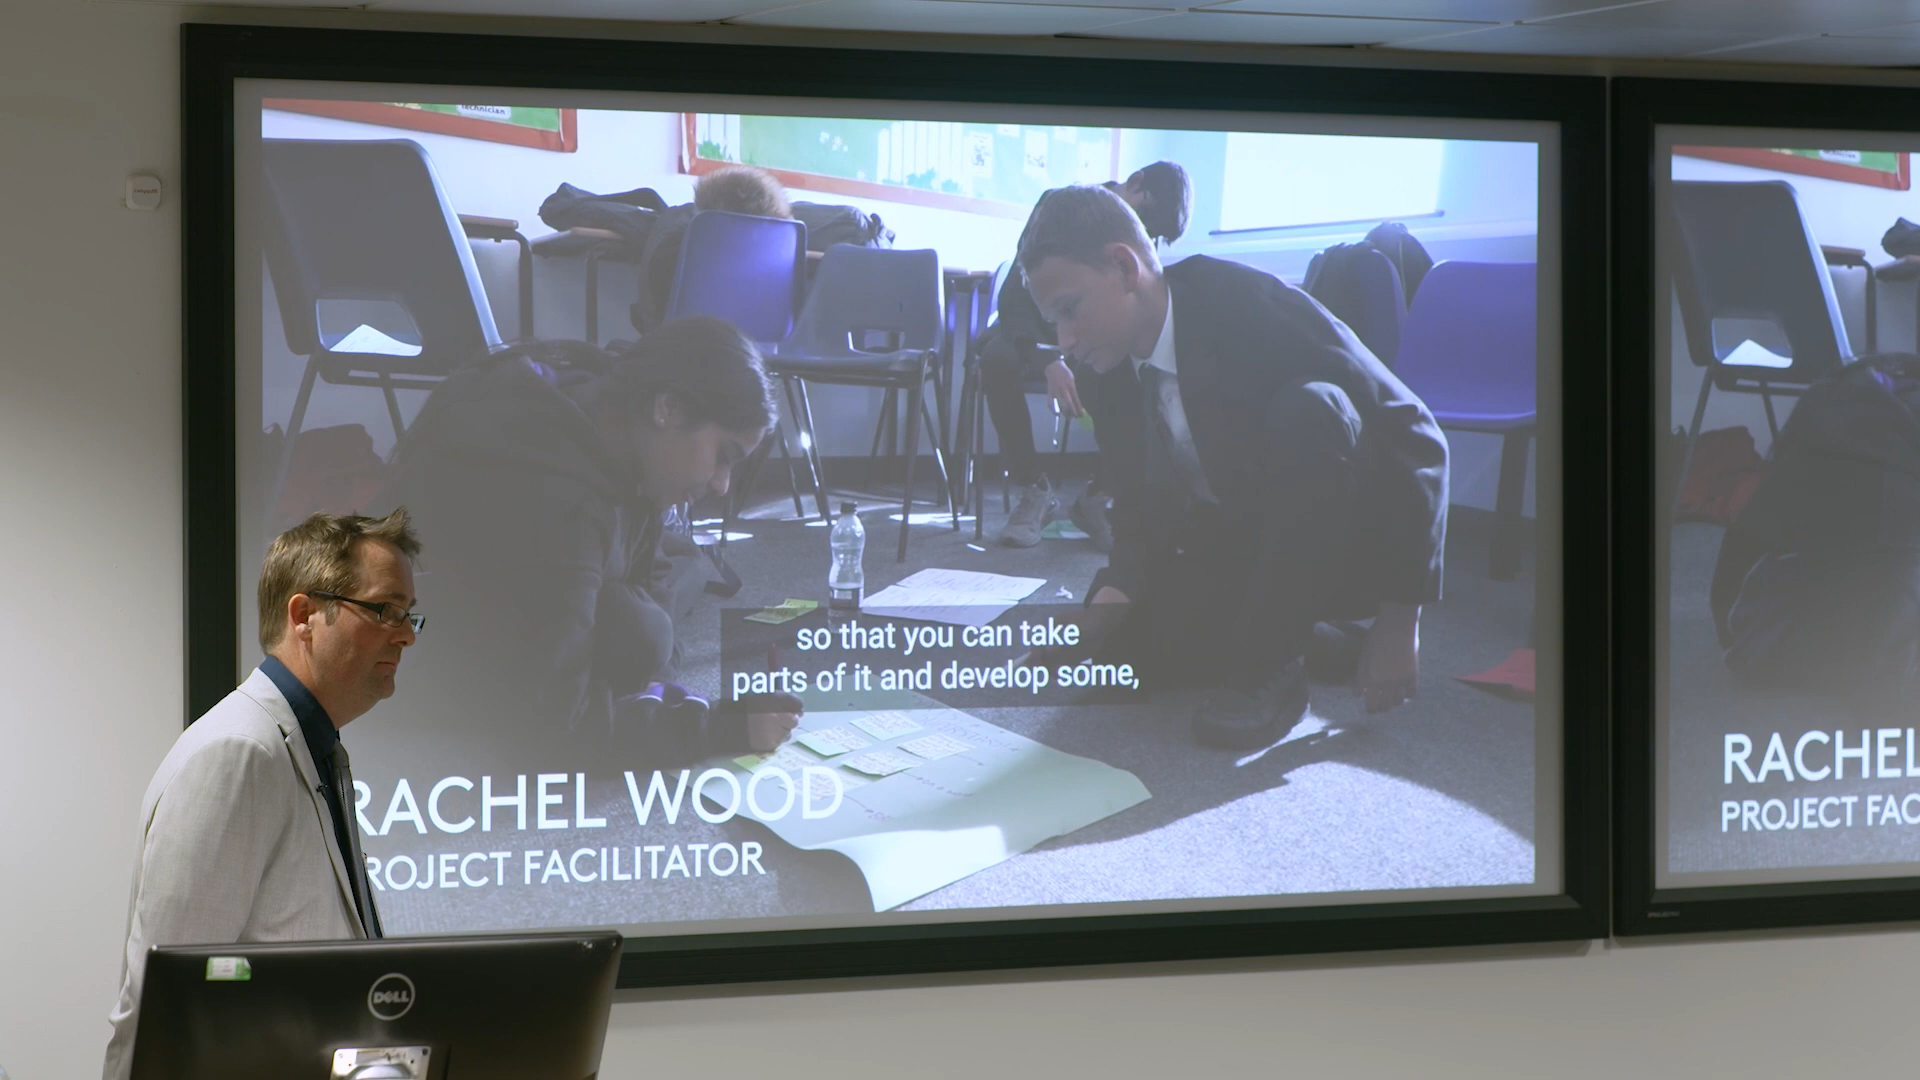 technician
so that you can take
parts of it and develop some,
RACHEL WOOD
PROJECT FACILITATOR
RACHEL
PROJECT FAC
DELL